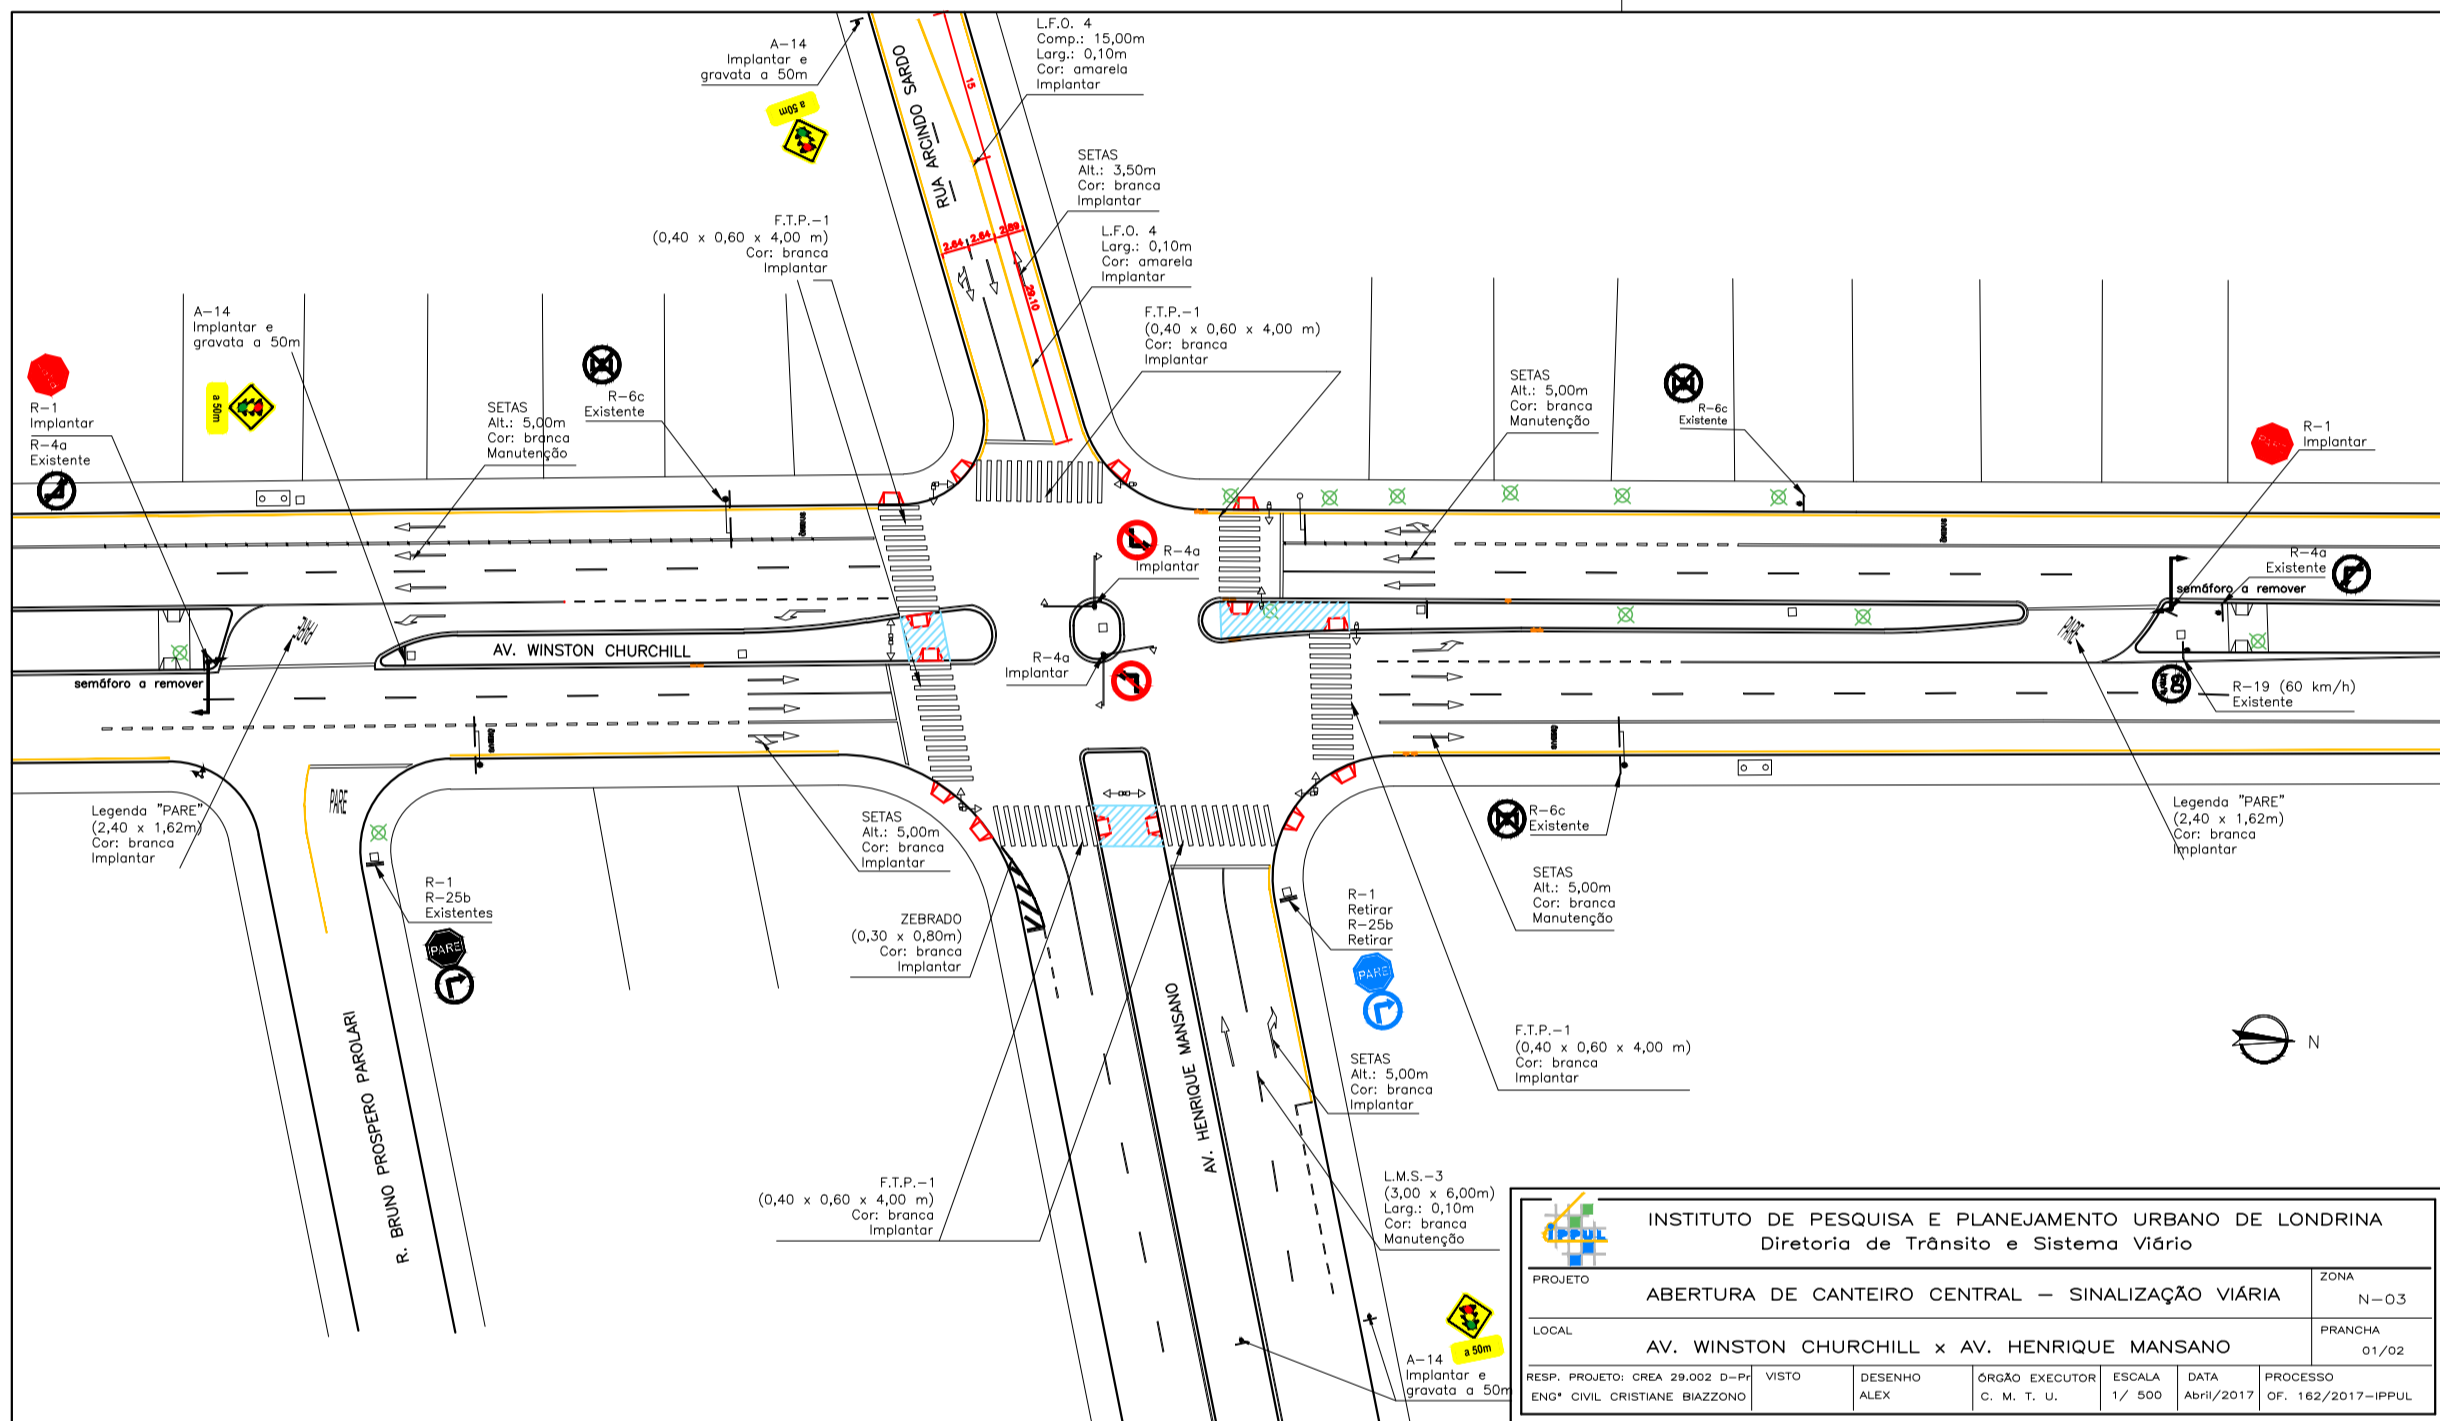 A-14
Implantar e
gravata a 50m
a 50m
RUA ARCINDO SARDO
L.F.O. 4
Comp.: 15,00m
Larg.: 0,10m
Cor: amarela
Implantar
15
SETAS
Alt.: 3,50m
Cor: branca
Implantar
2.64
2.64
2.69
29.10
F.T.P.-1
(0,40 x 0,60 x 4,00 m)
Cor: branca
Implantar
L.F.O. 4
Larg.: 0,10m
Cor: amarela
Implantar
F.T.P.-1
(0,40 x 0,60 x 4,00 m)
Cor: branca
Implantar
A-14
Implantar e
gravata a 50m
a 50m
R-1
Implantar
R-4a
Existente
SETAS
Alt.: 5,00m
Cor: branca
Manutenção
R-6c
Existente
SETAS
Alt.: 5,00m
Cor: branca
Manutenção
R-6c
Existente
PARE
R-1
Implantar
R-4a
Existente
semáforo a remover
R-4a
Implantar
R-4a
Implantar
PARE
AV. WINSTON CHURCHILL
semáforo a remover
PARE
60
km/h
R-19 (60 km/h)
Existente
PARE
Legenda "PARE"
(2,40 x 1,62m)
Cor: branca
Implantar
SETAS
Alt.: 5,00m
Cor: branca
Implantar
R-6c
Existente
Legenda "PARE"
(2,40 x 1,62m)
Cor: branca
Implantar
R-1
R-25b
Existentes
PARE
ZEBRADO
(0,30 x 0,80m)
Cor: branca
Implantar
R-1
Retirar
R-25b
Retirar
PARE
SETAS
Alt.: 5,00m
Cor: branca
Manutenção
R. BRUNO PROSPERO PAROLARI
AV. HENRIQUE MANSANO
SETAS
Alt.: 5,00m
Cor: branca
Implantar
F.T.P.-1
(0,40 x 0,60 x 4,00 m)
Cor: branca
Implantar
N
F.T.P.-1
(0,40 x 0,60 x 4,00 m)
Cor: branca
Implantar
L.M.S.-3
(3,00 x 6,00m)
Larg.: 0,10m
Cor: branca
Manutenção
a 50m
A-14
Implantar e
gravata a 50m
IPPUL
INSTITUTO DE PESQUISA E PLANEJAMENTO URBANO DE LONDRINA
Diretoria de Trânsito e Sistema Viário
PROJETO
ABERTURA DE CANTEIRO CENTRAL – SINALIZAÇÃO VIÁRIA
ZONA
N-03
LOCAL
AV. WINSTON CHURCHILL x AV. HENRIQUE MANSANO
PRANCHA
01/02
RESP. PROJETO: CREA 29.002 D-Pr
ENGª CIVIL CRISTIANE BIAZZONO
VISTO
DESENHO
ALEX
ÓRGÃO EXECUTOR
C. M. T. U.
ESCALA
1/ 500
DATA
Abril/2017
PROCESSO
OF. 162/2017-IPPUL